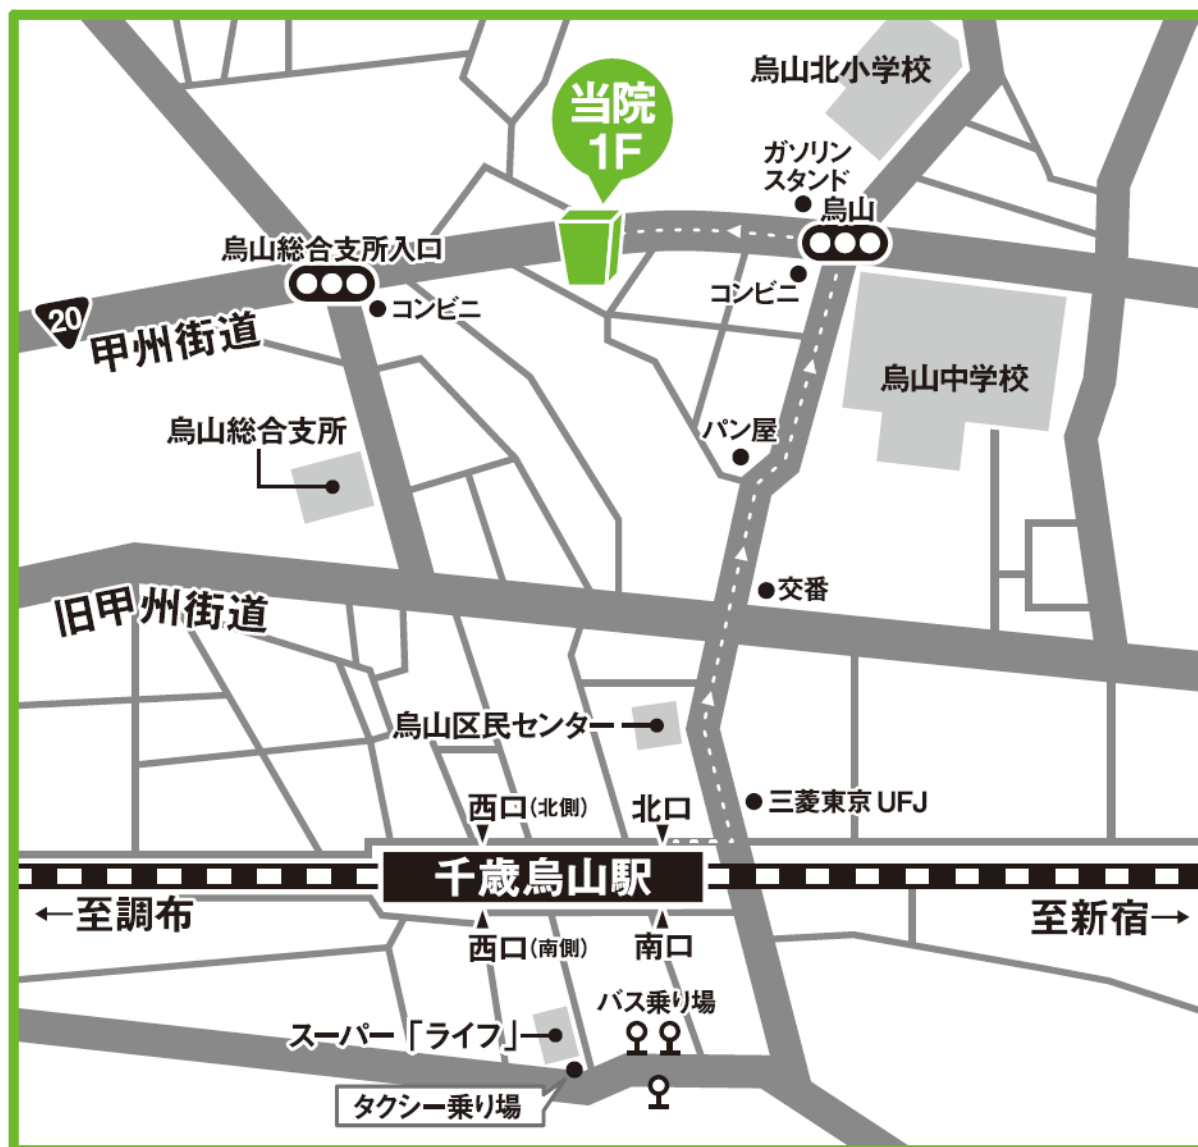 烏山北小学校
当院
1F
ガソリン
スタンド
烏山
烏山総合支所入口
コンビニ
コンビニ
20
甲州街道
烏山中学校
烏山総合支所
パン屋
交番
旧甲州街道
烏山区民センター
三菱東京UFJ
西口(北側)
北口
千歳烏山駅
←至調布
至新宿→
西口(南側)
南口
バス乗り場
スーパー「ライフ」
タクシー乗り場